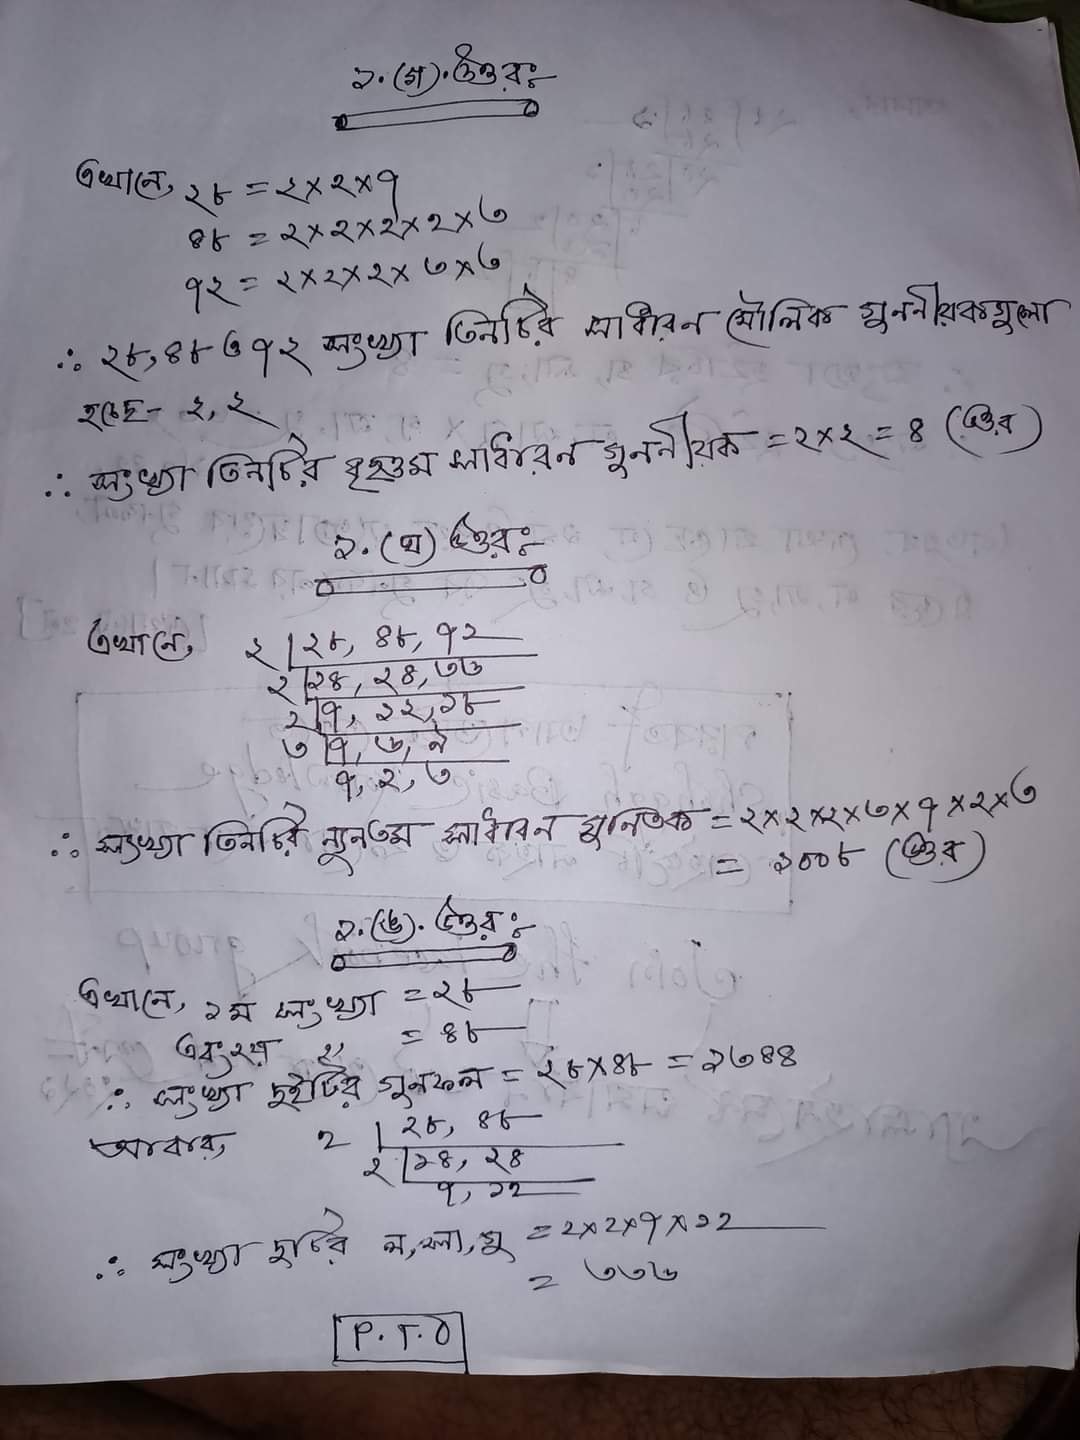 ১.(গ). উত্তরঃ
এখানে, ২৮ = ২×২×৭
৪৮ = ২×২×২×২×৩
৭২ = ২×২×২×৩×৩
∴ ২৮,৪৮ ও ৭২ সংখ্যা তিনটির সাধারন মৌলিক গুননীয়কগুলো
হচ্ছে- ২, ২
∴ সংখ্যা তিনটির বৃহত্তম সাধারন গুননীয়ক = ২×২ = ৪ (উত্তর)
১.(ঘ) উত্তরঃ
এখানে, ২ | ২৮, ৪৮, ৭২
২ | ১৪, ২৪, ৩৬
২ | ৭, ১২, ১৮
৩ | ৭, ৬, ৯
৭, ২, ৩
∴ সংখ্যা তিনটির ন্যূনতম সাধারন গুনিতক = ২×২×২×৩×৭×২×৩
= ১০০৮ (উত্তর)
১.(ঙ). উত্তরঃ
এখানে, ১ম সংখ্যা = ২৮
এবং ২য় " = ৪৮
∴ সংখ্যা দুইটির গুনফল = ২৮×৪৮ = ১৩৪৪
আবার, ২ | ২৮, ৪৮
২ | ১৪, ২৪
৭, ১২
∴ সংখ্যা দুটির ল,সা,গু = ২×২×৭×১২
= ৩৩৬
P.T.O